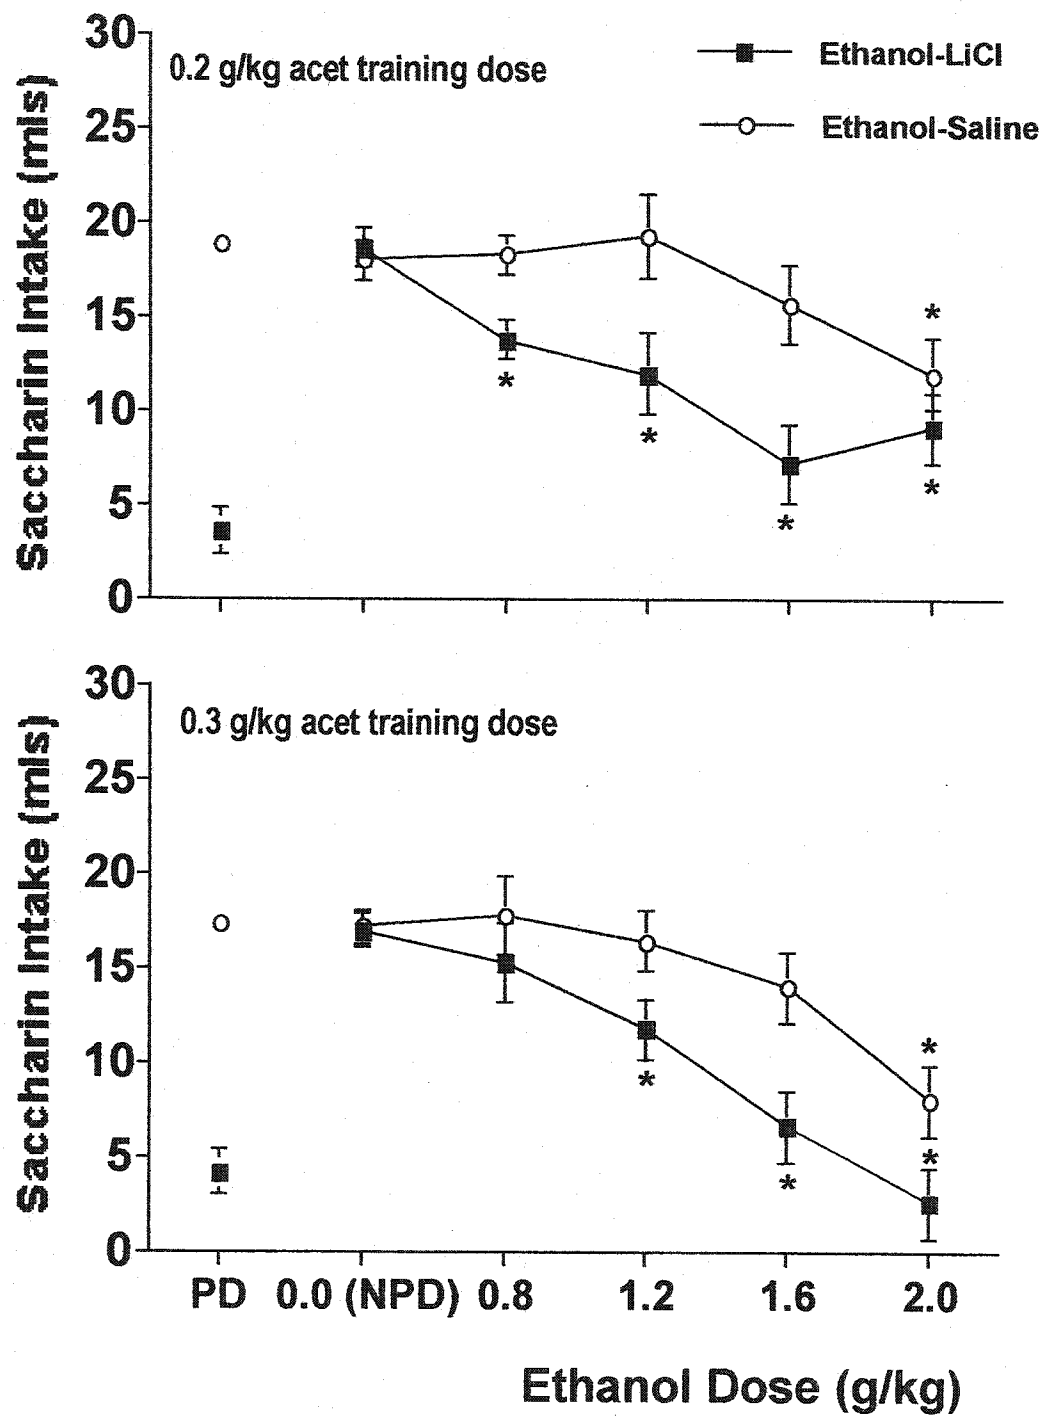 30
0.2 g/kg acet training dose
Ethanol-LiCl
25
Ethanol-Saline
20
15
10
5
0
Saccharin Intake (mls)
*
*
*
*
*
30
0.3 g/kg acet training dose
25
20
15
10
5
0
Saccharin Intake (mls)
*
*
*
*
PD 0.0 (NPD) 0.8 1.2 1.6 2.0
Ethanol Dose (g/kg)